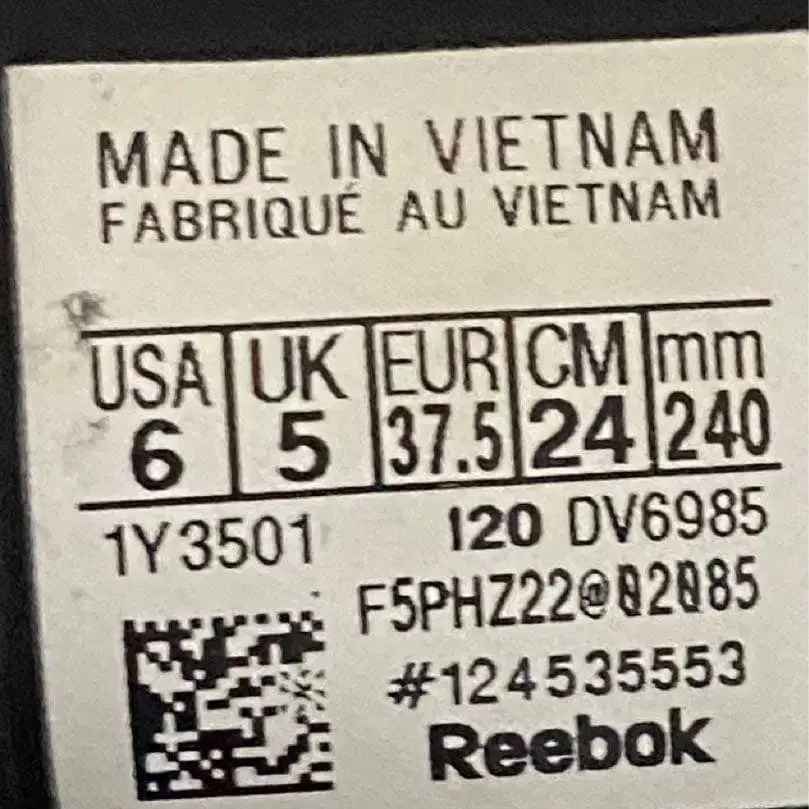 MADE IN VIETNAM
FABRIQUÉ AU VIETNAM
USA UK EUR CM mm
6 5 37.5 24 240
1Y3501 120 DV6985
F5PHZ22@02085
#124535553
Reebok